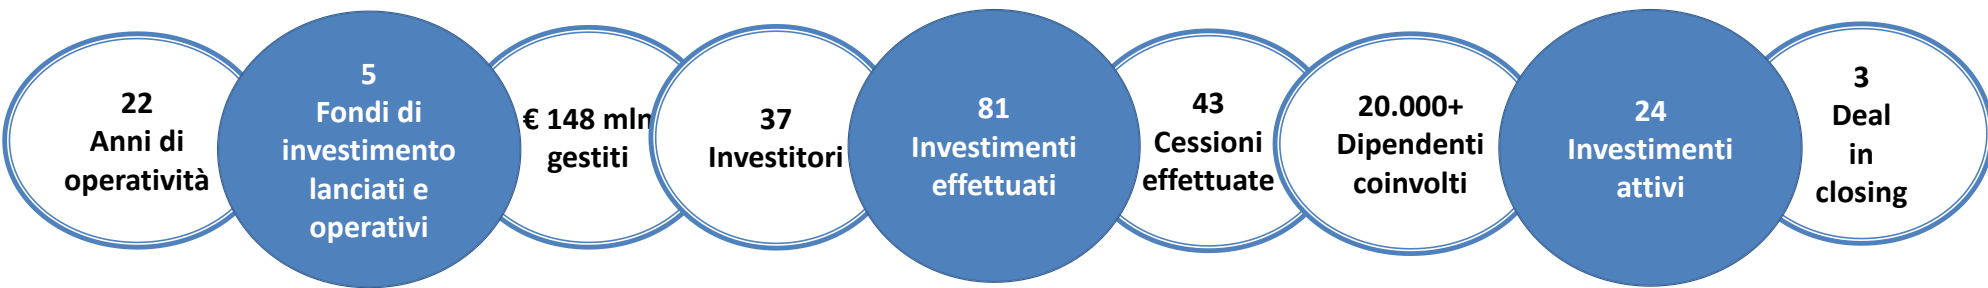 22
Anni di
operatività
5
Fondi di
investimento
lanciati e
operativi
€ 148 mln
gestiti
37
Investitori
81
Investimenti
effettuati
43
Cessioni
effettuate
20.000+
Dipendenti
coinvolti
24
Investimenti
attivi
3
Deal
in
closing